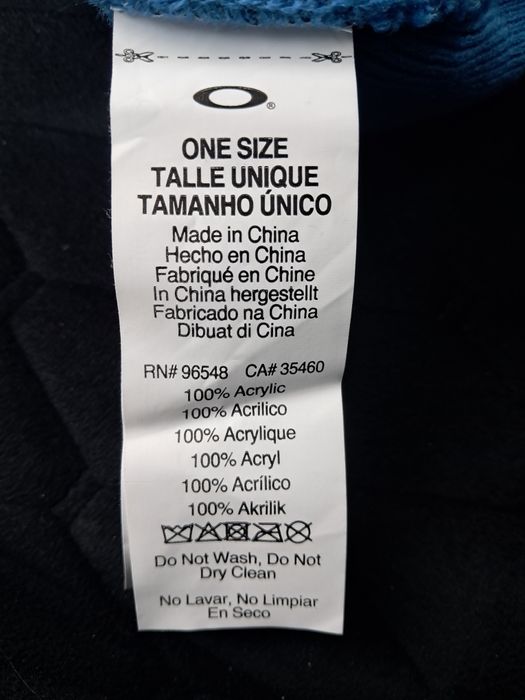 ®
ONE SIZE
TALLE UNIQUE
TAMANHO ÚNICO
Made in China
Hecho en China
Fabriqué en Chine
In China hergestellt
Fabricado na China
Dibuat di Cina
RN# 96548 CA# 35460
100% Acrylic
100% Acrilico
100% Acrylique
100% Acryl
100% Acrílico
100% Akrilik
Do Not Wash, Do Not
Dry Clean
No Lavar, No Limpiar
En Seco